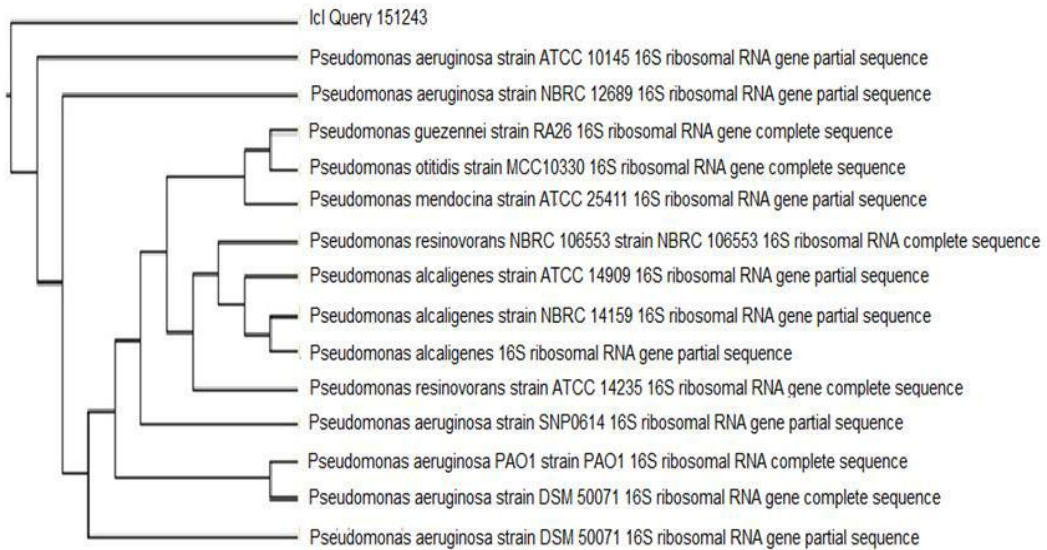 lcl Query 151243
Pseudomonas aeruginosa strain ATCC 10145 16S ribosomal RNA gene partial sequence
Pseudomonas aeruginosa strain NBRC 12689 16S ribosomal RNA gene partial sequence
Pseudomonas guezennei strain RA26 16S ribosomal RNA gene complete sequence
Pseudomonas otitidis strain MCC10330 16S ribosomal RNA gene complete sequence
Pseudomonas mendocina strain ATCC 25411 16S ribosomal RNA gene partial sequence
Pseudomonas resinovorans NBRC 106553 strain NBRC 106553 16S ribosomal RNA complete sequence
Pseudomonas alcaligenes strain ATCC 14909 16S ribosomal RNA gene partial sequence
Pseudomonas alcaligenes strain NBRC 14159 16S ribosomal RNA gene partial sequence
Pseudomonas alcaligenes 16S ribosomal RNA gene partial sequence
Pseudomonas resinovorans strain ATCC 14235 16S ribosomal RNA gene complete sequence
Pseudomonas aeruginosa strain SNP0614 16S ribosomal RNA gene partial sequence
Pseudomonas aeruginosa PAO1 strain PAO1 16S ribosomal RNA complete sequence
Pseudomonas aeruginosa strain DSM 50071 16S ribosomal RNA gene complete sequence
Pseudomonas aeruginosa strain DSM 50071 16S ribosomal RNA gene partial sequence